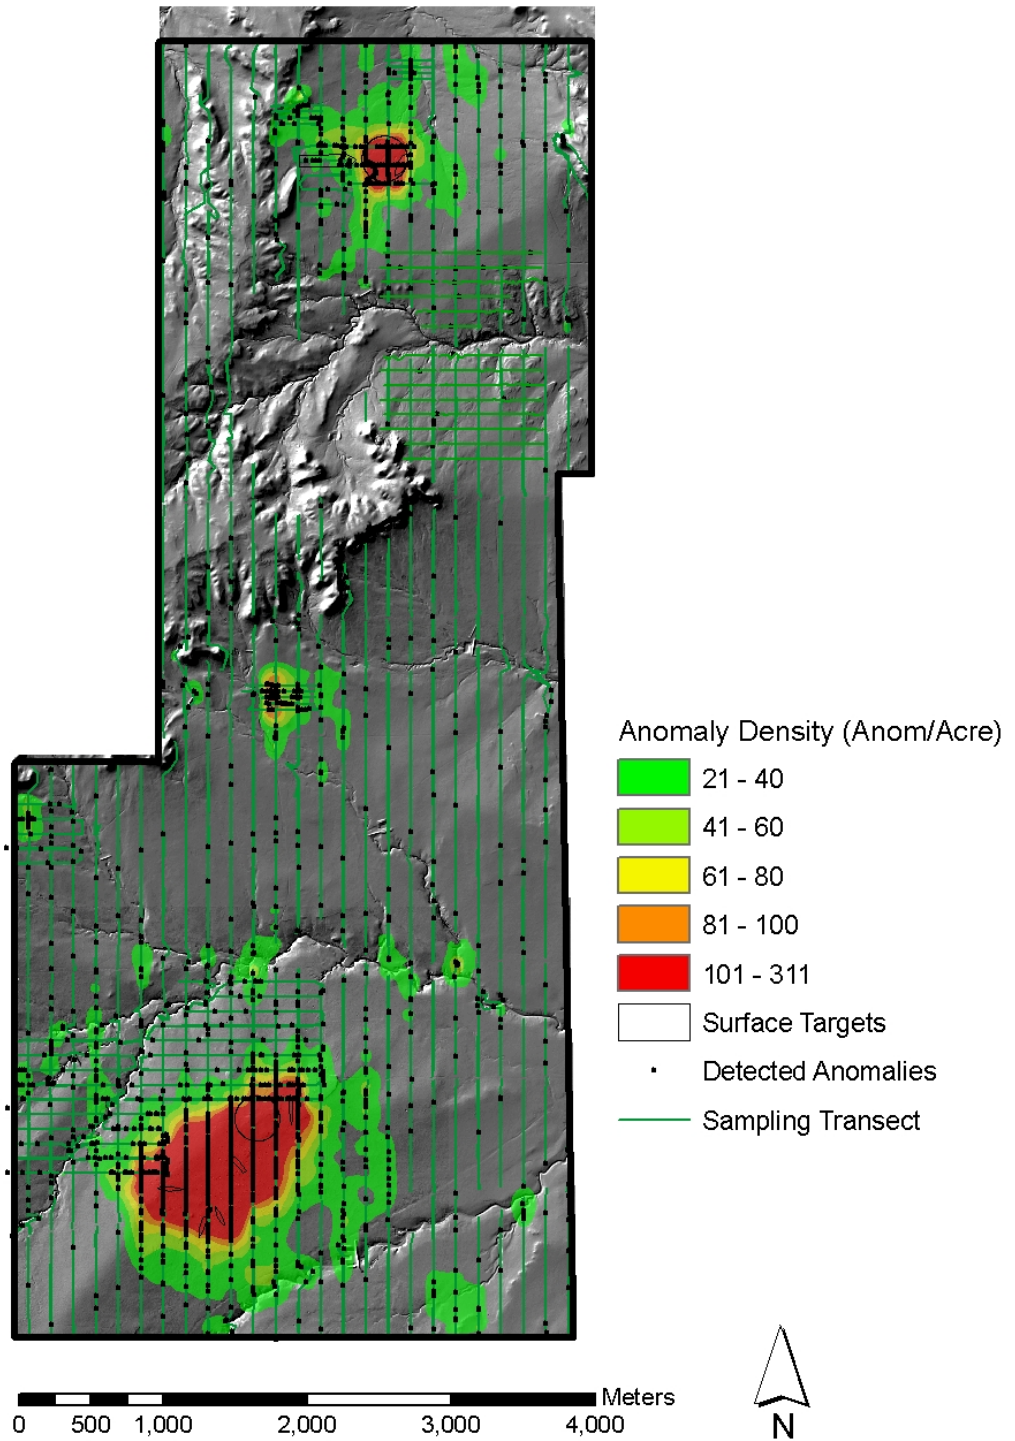 Anomaly Density (Anom/Acre)
21 - 40
41 - 60
61 - 80
81 - 100
101 - 311
Surface Targets
Detected Anomalies
Sampling Transect
Meters
0 500 1,000 2,000 3,000 4,000
N